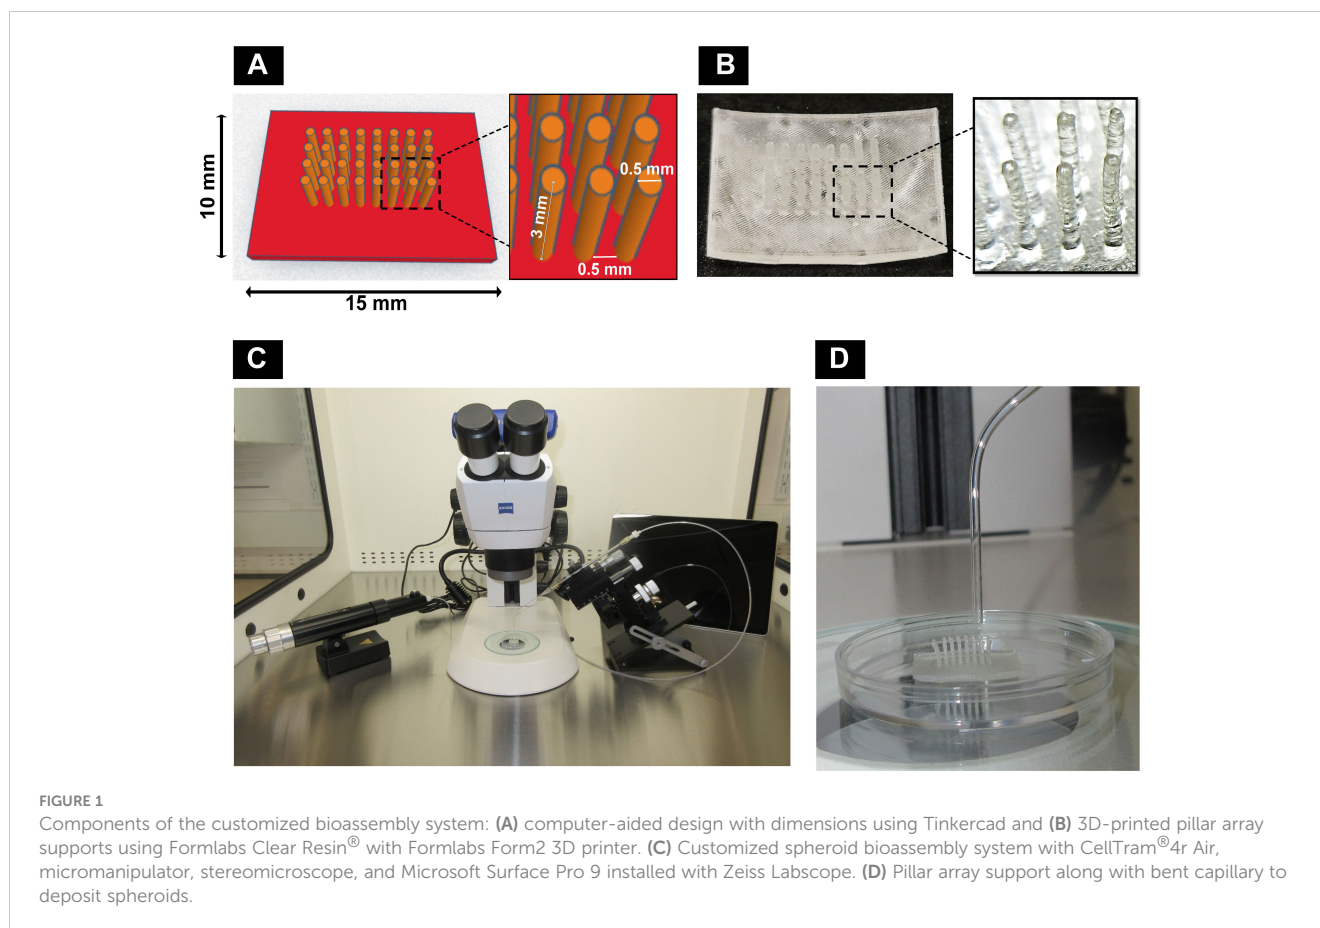 A
B
10 mm
0.5 mm
3 mm
0.5 mm
15 mm
C
D
ZEISS
FIGURE 1
Components of the customized bioassembly system: (A) computer-aided design with dimensions using Tinkercad and (B) 3D-printed pillar array
supports using Formlabs Clear Resin® with Formlabs Form2 3D printer. (C) Customized spheroid bioassembly system with CellTram®4r Air,
micromanipulator, stereomicroscope, and Microsoft Surface Pro 9 installed with Zeiss Labscope. (D) Pillar array support along with bent capillary to
deposit spheroids.